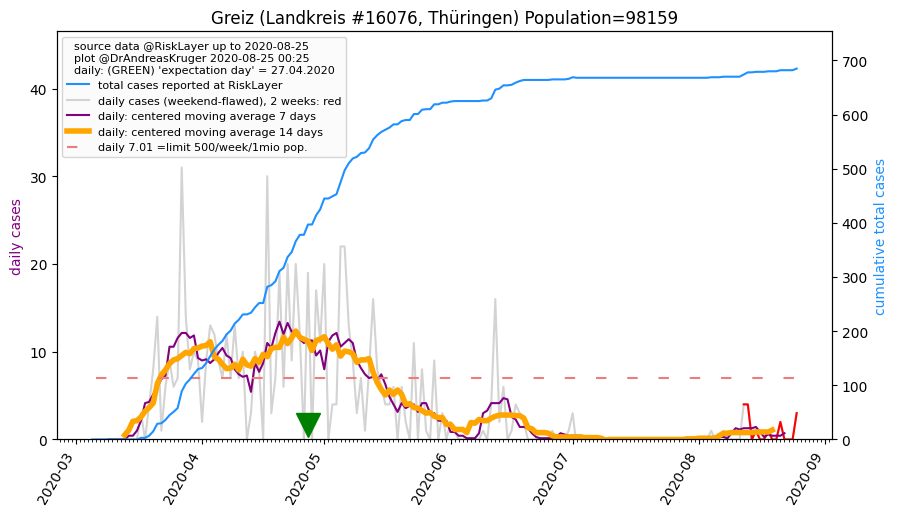 Greiz (Landkreis #16076, Thüringen) Population=98159
source data @RiskLayer up to 2020-08-25
plot @DrAndreasKruger 2020-08-25 00:25
daily: (GREEN) 'expectation day' = 27.04.2020
total cases reported at RiskLayer
daily cases (weekend-flawed), 2 weeks: red
daily: centered moving average 7 days
daily: centered moving average 14 days
daily 7.01 =limit 500/week/1mio pop.
daily cases
40
30
20
10
0
cumulative total cases
700
600
500
400
300
200
100
0
2020-03
2020-04
2020-05
2020-06
2020-07
2020-08
2020-09